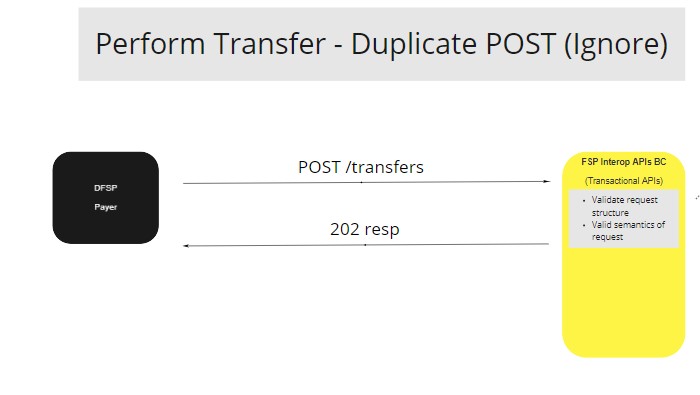 Perform Transfer - Duplicate POST (Ignore)
DFSP
Payer
POST /transfers
202 resp
FSP Interop APIs BC
(Transactional APIs)
• Validate request
structure
• Valid semantics of
request